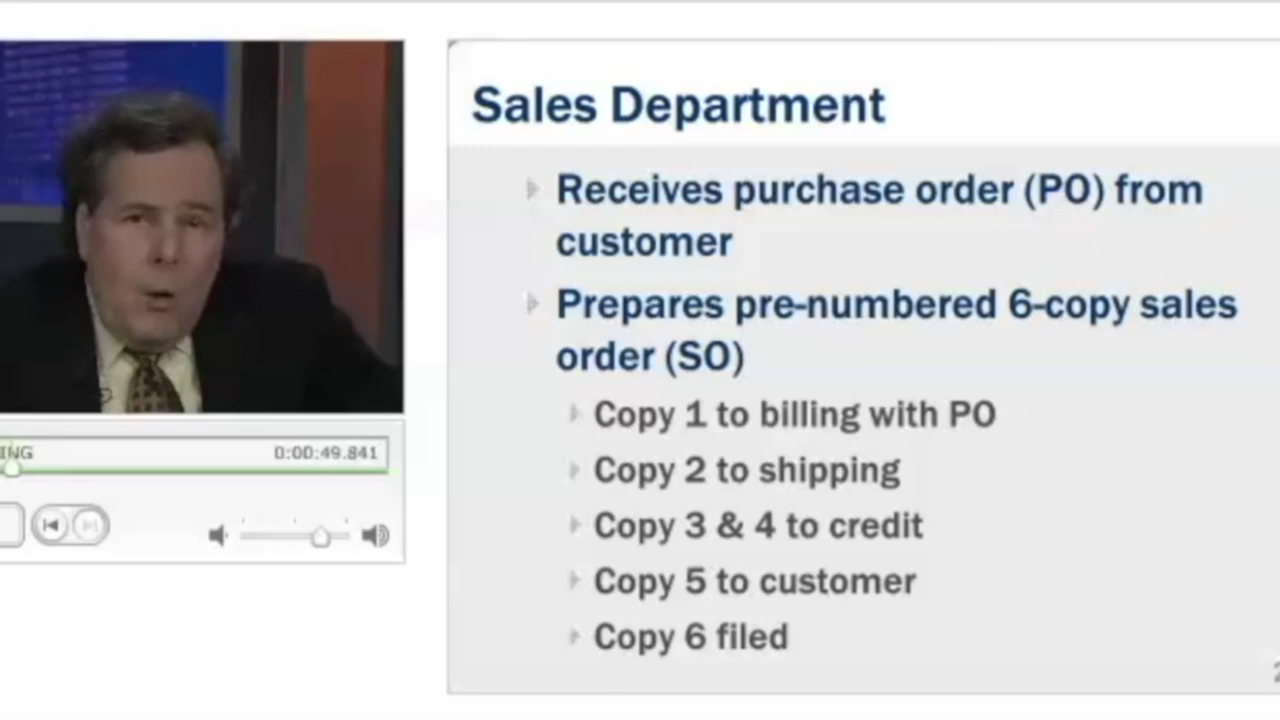 Sales Department
Receives purchase order (PO) from
customer
Prepares pre-numbered 6-copy sales
order (SO)
Copy 1 to billing with PO
Copy 2 to shipping
Copy 3 & 4 to credit
Copy 5 to customer
Copy 6 filed
ING 0:00:49.841